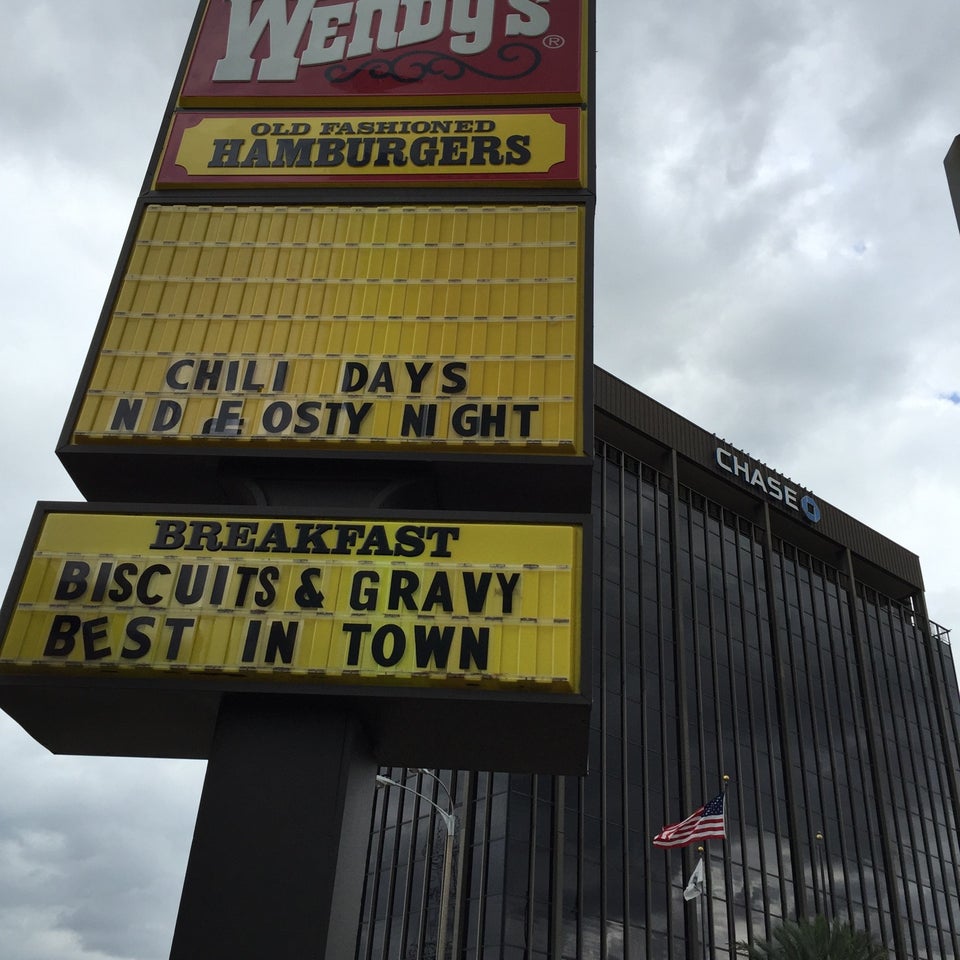 Wendy's ®
OLD FASHIONED
HAMBURGERS
CHILI DAYS
ND E OSTY NIGHT
BREAKFAST
BISCUITS & GRAVY
BEST IN TOWN
CHASE